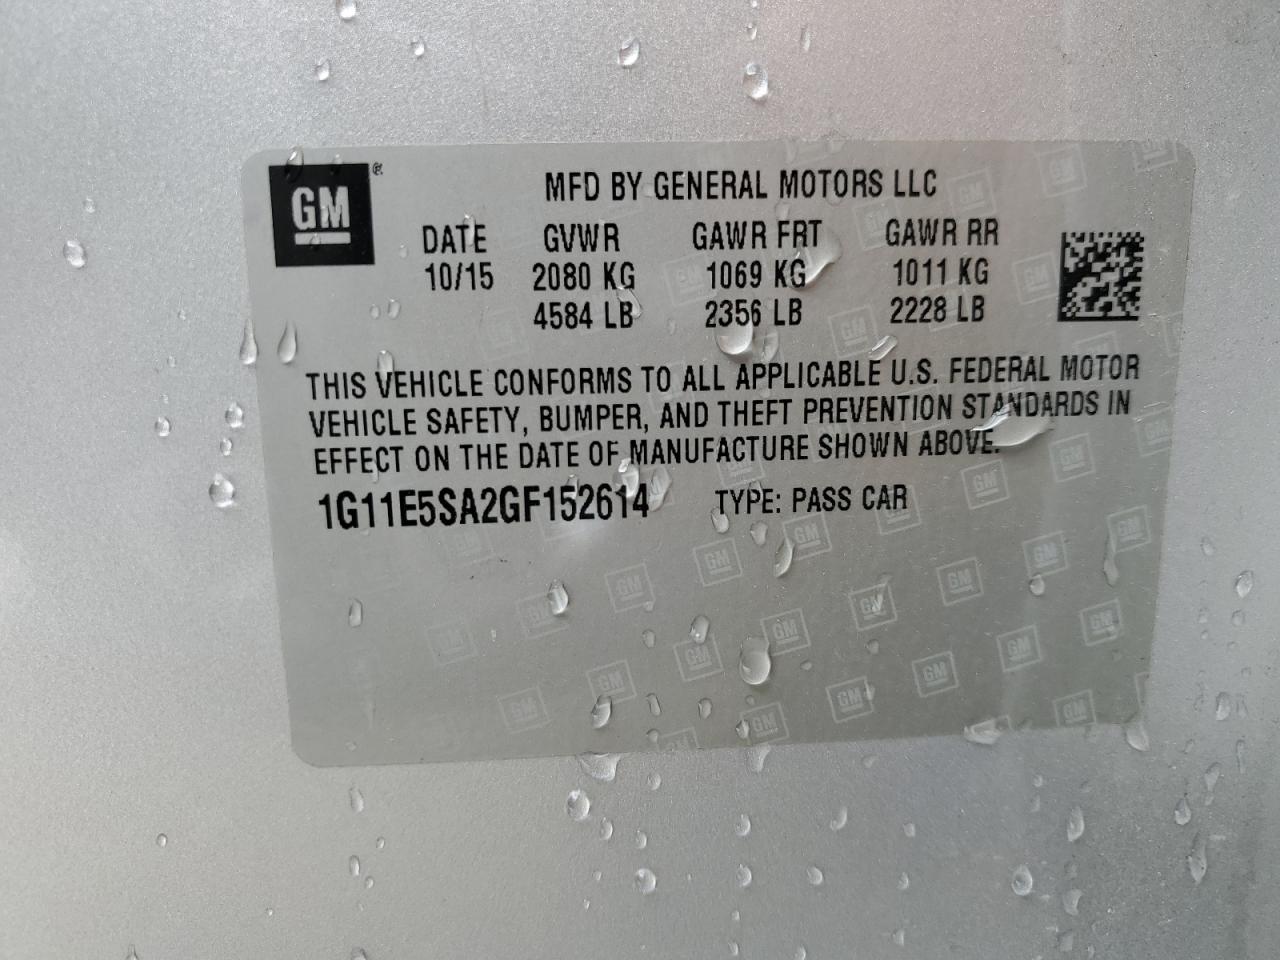 GM®
MFD BY GENERAL MOTORS LLC
DATE GVWR GAWR FRT GAWR RR
10/15 2080 KG 1069 KG 1011 KG
4584 LB 2356 LB 2228 LB
THIS VEHICLE CONFORMS TO ALL APPLICABLE U.S. FEDERAL MOTOR
VEHICLE SAFETY, BUMPER, AND THEFT PREVENTION STANDARDS IN
EFFECT ON THE DATE OF MANUFACTURE SHOWN ABOVE.
1G11E5SA2GF152614 TYPE: PASS CAR